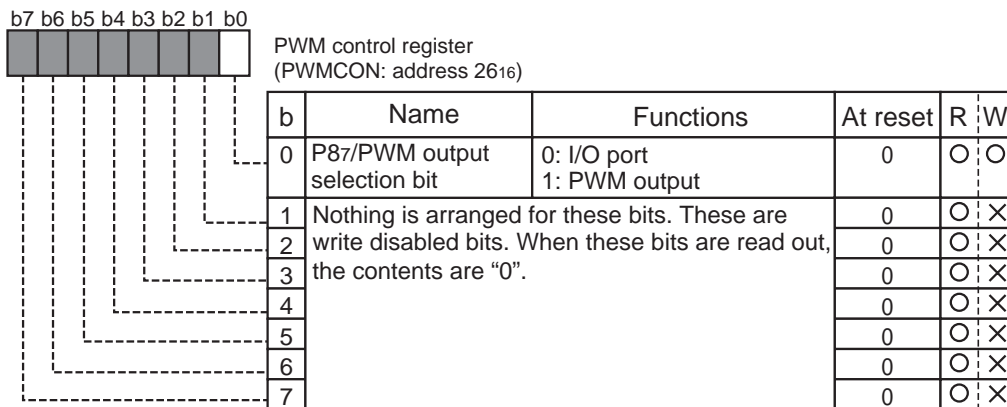 b7 b6 b5 b4 b3 b2 b1 b0
PWM control register
(PWMCON: address 2616)
b Name Functions At reset R W
0 P87/PWM output selection bit 0: I/O port 1: PWM output 0 O O
1 Nothing is arranged for these bits. These are 0 O ×
2 write disabled bits. When these bits are read out, 0 O ×
3 the contents are “0”. 0 O ×
4 0 O ×
5 0 O ×
6 0 O ×
7 0 O ×